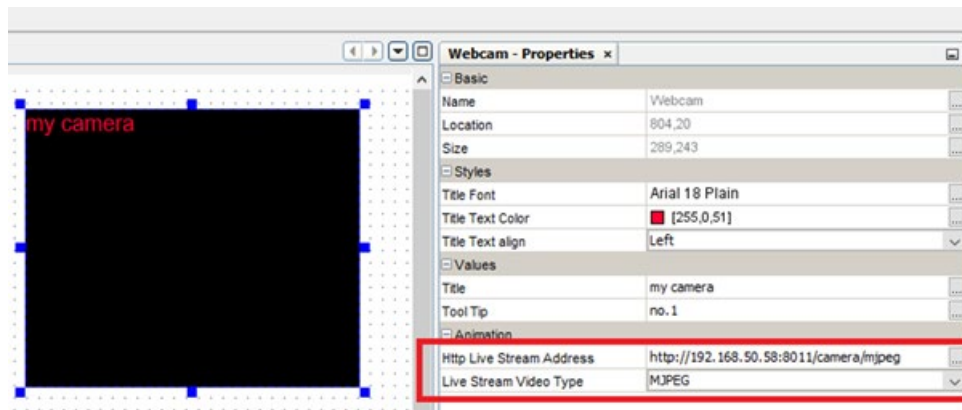 Webcam - Properties ×
Basic
Name Webcam ...
Location 804,20 ...
Size 289,243 ...
Styles
Title Font Arial 18 Plain ...
Title Text Color [255,0,51] ...
Title Text align Left
Values
Title my camera ...
Tool Tip no.1 ...
Animation
Http Live Stream Address http://192.168.50.58:8011/camera/mjpeg ...
Live Stream Video Type MJPEG
my camera